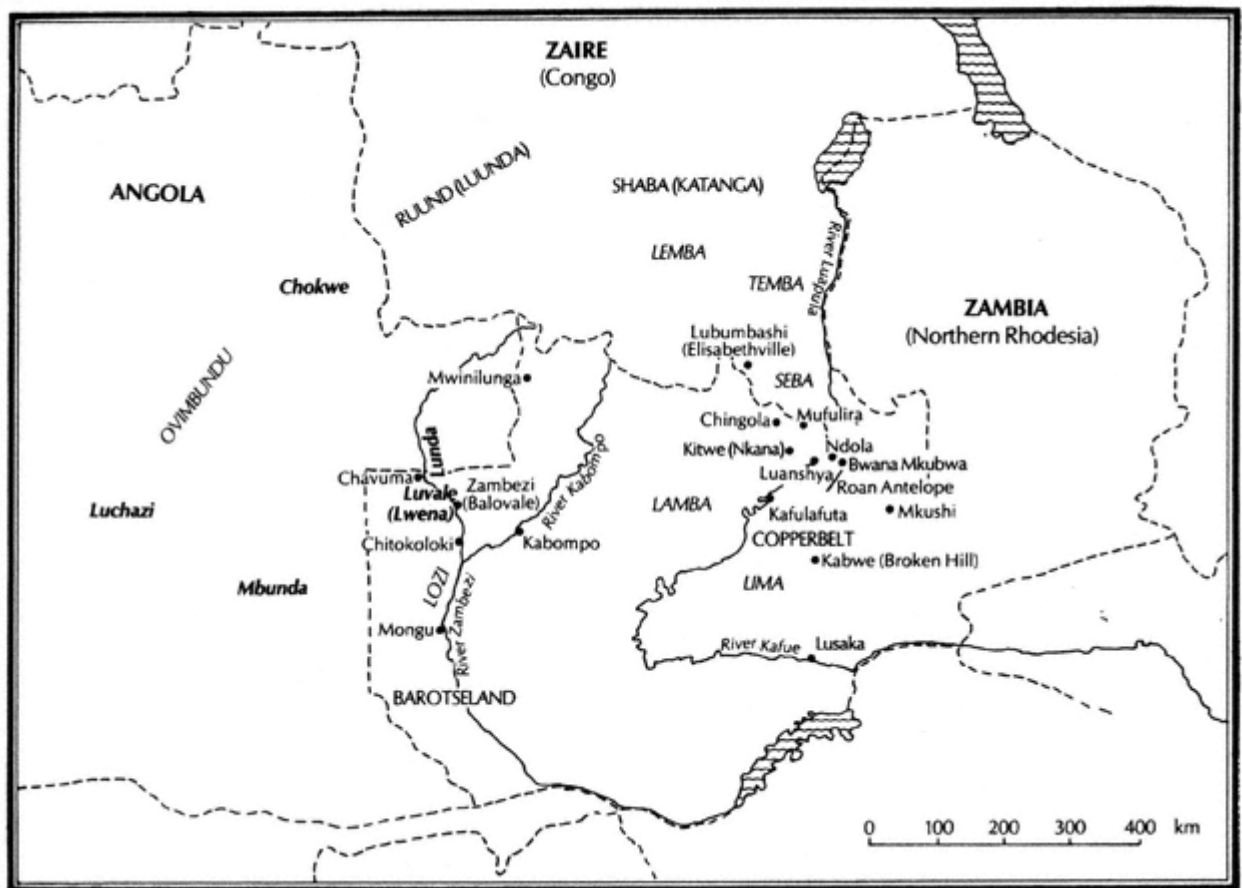 ZAIRE
(Congo)
ANGOLA
RUUND (LUUNDA)
SHABA (KATANGA)
LEMBA
TEMBA
River Luapula
ZAMBIA
(Northern Rhodesia)
Chokwe
OVIMBUNDU
Lubumbashi
(Elisabethville)
SEBA
Mwinilunga
Chingola
Mufulira
Kitwe (Nkana)
Ndola
Bwana Mkubwa
Luanshya
Roan Antelope
Lunda
Chavuma
Luvale
(Lwena)
Zambezi
(Balovale)
River Kabompo
Luchazi
LAMBA
Kafulafuta
Mkushi
COPPERBELT
Chitokoloki
Kabompo
Kabwe (Broken Hill)
LIMA
Mbunda
LOZI
River Zambezi
Mongu
River Kafue
Lusaka
BAROTSELAND
0 100 200 300 400 km